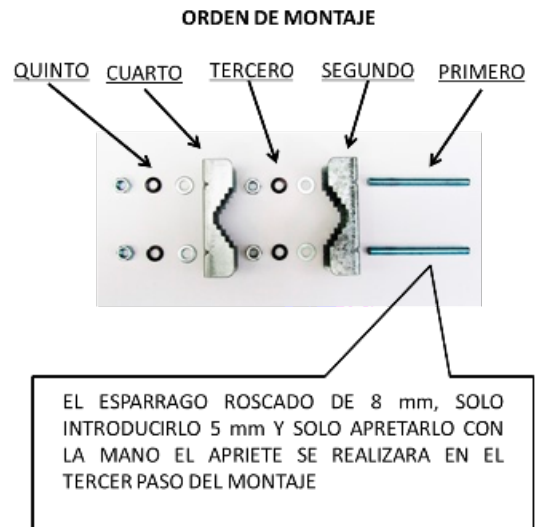 ORDEN DE MONTAJE
QUINTO CUARTO TERCERO SEGUNDO PRIMERO
EL ESPARRAGO ROSCADO DE 8 mm, SOLO
INTRODUCIRLO 5 mm Y SOLO APRETARLO CON
LA MANO EL APRIETE SE REALIZARA EN EL
TERCER PASO DEL MONTAJE